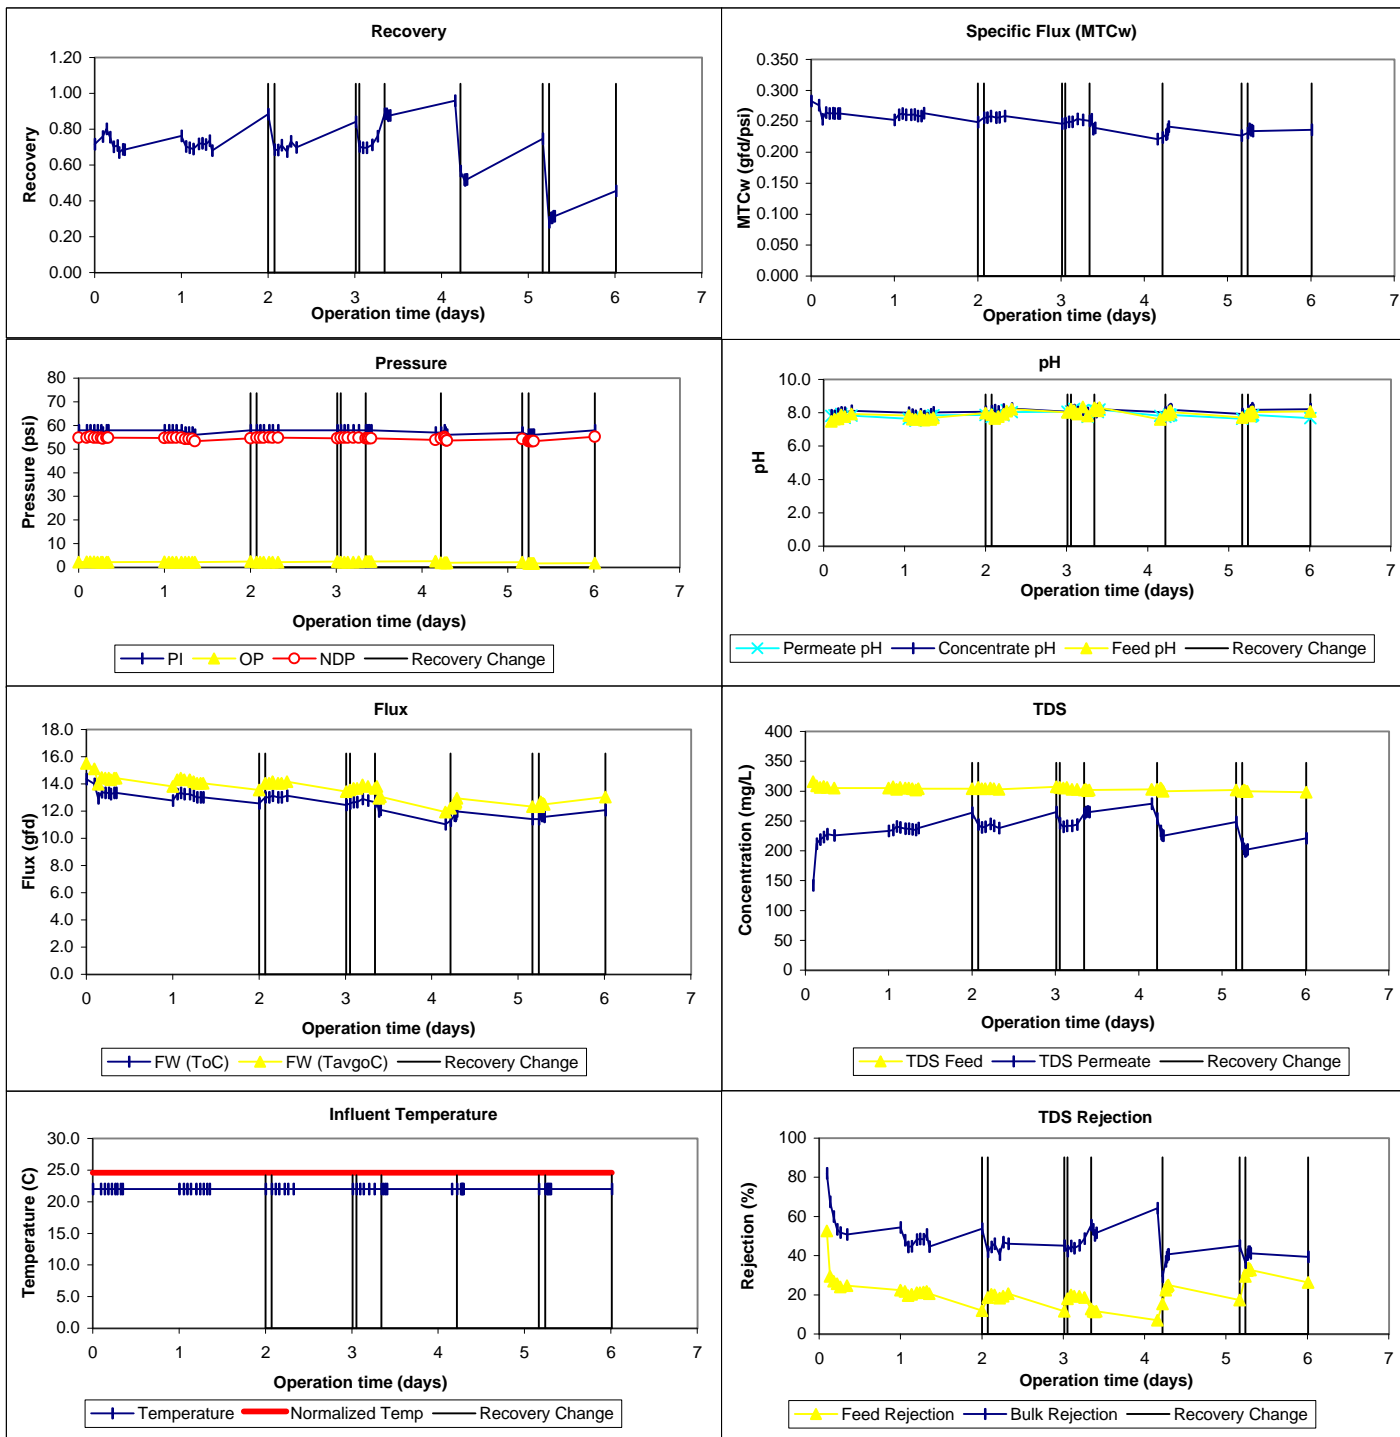 Recovery
1.20
1.00
0.80
0.60
0.40
0.20
0.00
Recovery
0 1 2 3 4 5 6 7
Operation time (days)
Specific Flux (MTCw)
0.350
0.300
0.250
0.200
0.150
0.100
0.050
0.000
MTCw (gfd/psi)
0 1 2 3 4 5 6 7
Operation time (days)
Pressure
80
70
60
50
40
30
20
10
0
Pressure (psi)
0 1 2 3 4 5 6 7
Operation time (days)
PI OP NDP Recovery Change
pH
10.0
8.0
6.0
4.0
2.0
0.0
pH
0 1 2 3 4 5 6 7
Operation time (days)
Permeate pH Concentrate pH Feed pH Recovery Change
Flux
18.0
16.0
14.0
12.0
10.0
8.0
6.0
4.0
2.0
0.0
Flux (gfd)
0 1 2 3 4 5 6 7
Operation time (days)
FW (ToC) FW (TavgoC) Recovery Change
TDS
400
350
300
250
200
150
100
50
0
Concentration (mg/L)
0 1 2 3 4 5 6 7
Operation time (days)
TDS Feed TDS Permeate Recovery Change
Influent Temperature
30.0
25.0
20.0
15.0
10.0
5.0
0.0
Temperature (C)
0 1 2 3 4 5 6 7
Operation time (days)
Temperature Normalized Temp Recovery Change
TDS Rejection
100
80
60
40
20
0
Rejection (%)
0 1 2 3 4 5 6 7
Operation time (days)
Feed Rejection Bulk Rejection Recovery Change